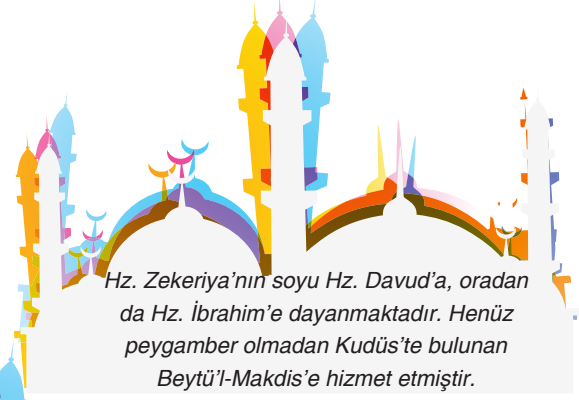 Hz. Zekeriya’nın soyu Hz. Davud’a, oradan
da Hz. İbrahim’e dayanmaktadır. Henüz
peygamber olmadan Kudüs’te bulunan
Beytü’l-Makdis’e hizmet etmiştir.